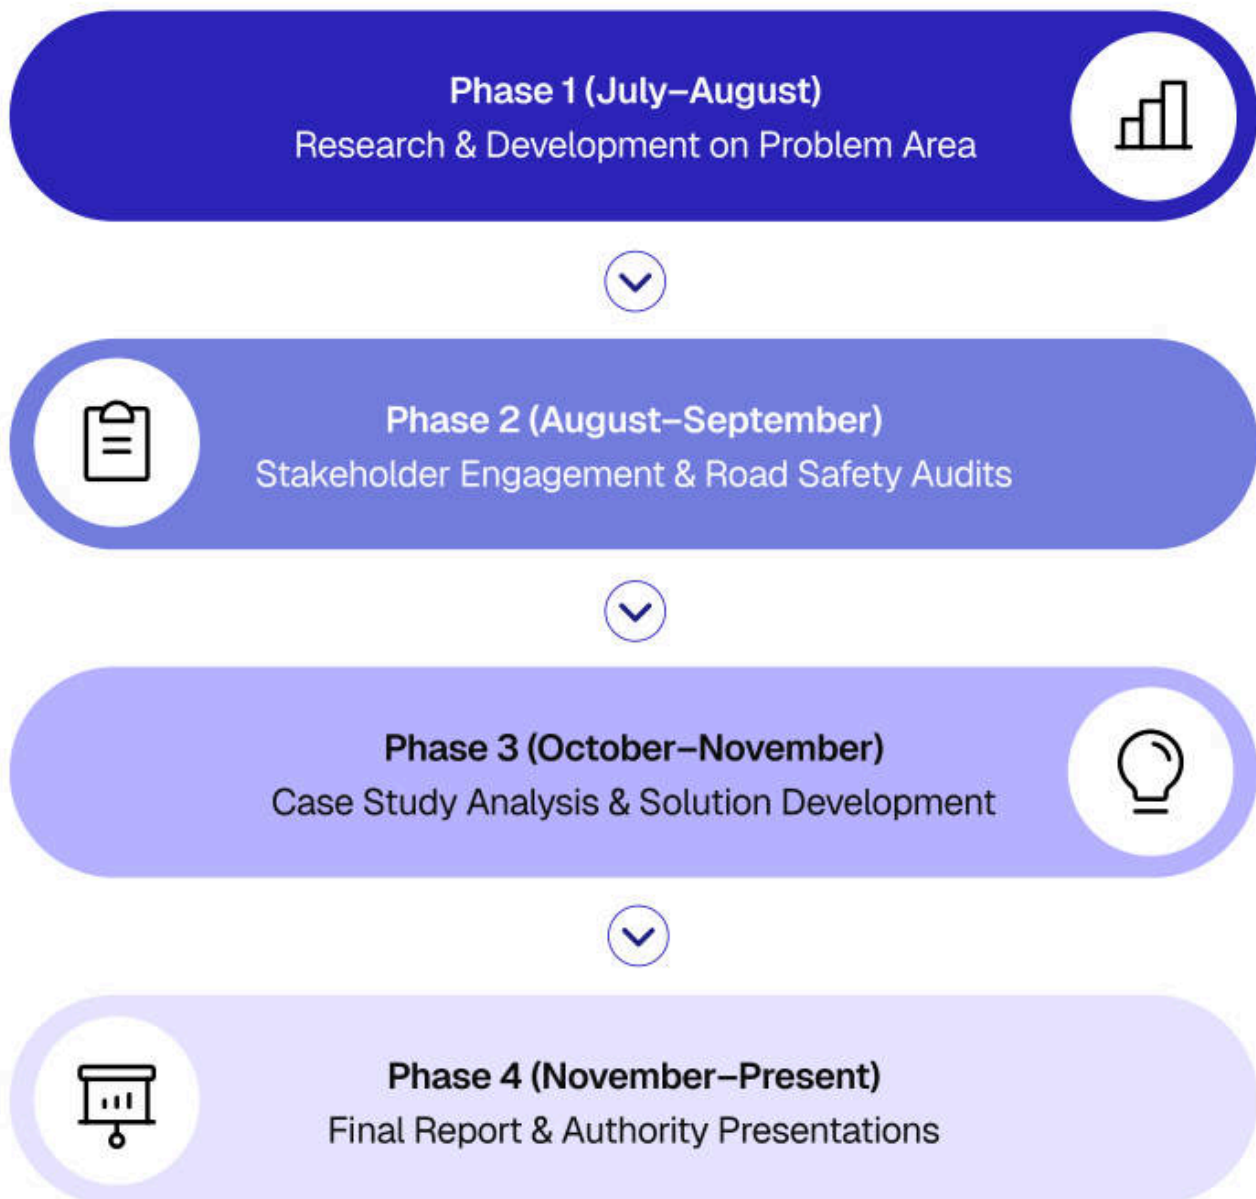 Phase 1 (July–August)
Research & Development on Problem Area
Phase 2 (August–September)
Stakeholder Engagement & Road Safety Audits
Phase 3 (October–November)
Case Study Analysis & Solution Development
Phase 4 (November–Present)
Final Report & Authority Presentations